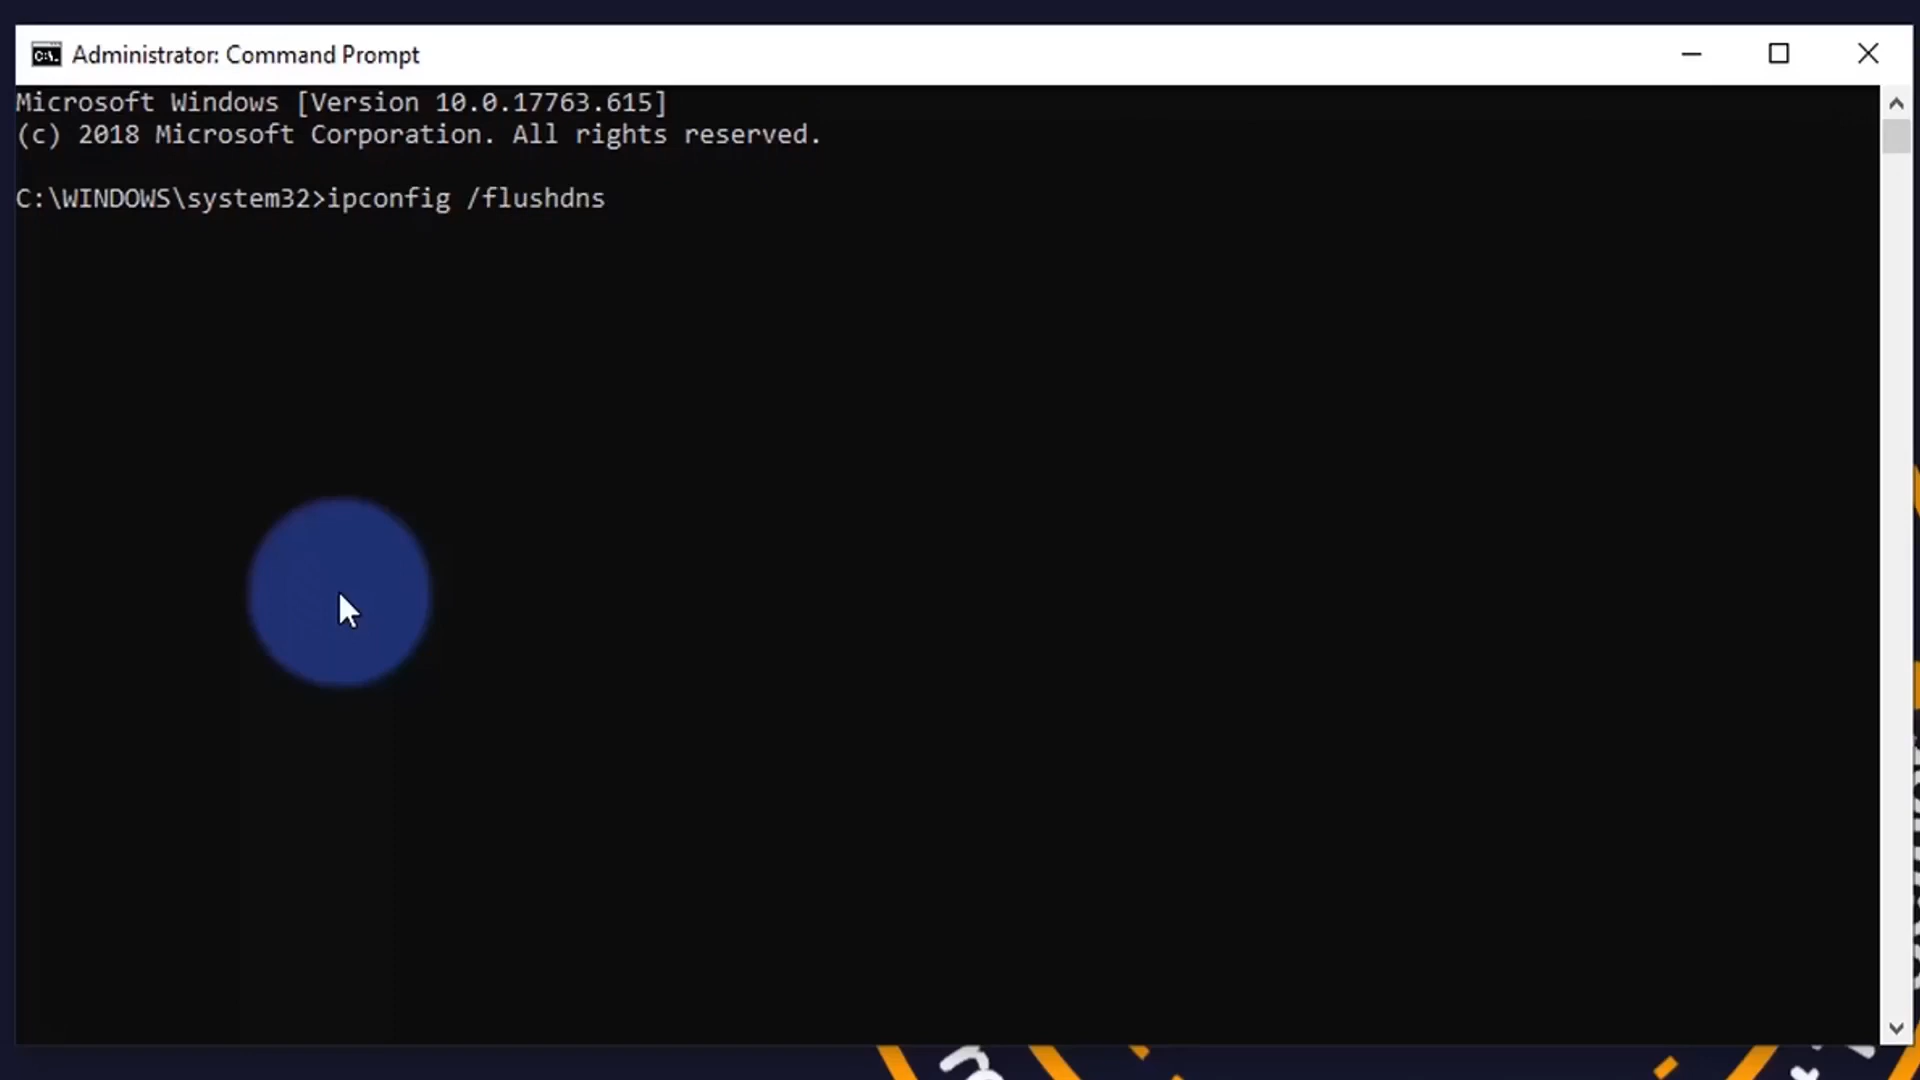 Administrator: Command Prompt
Microsoft Windows [Version 10.0.17763.615]
(c) 2018 Microsoft Corporation. All rights reserved.
C:\WINDOWS\system32>ipconfig /flushdns